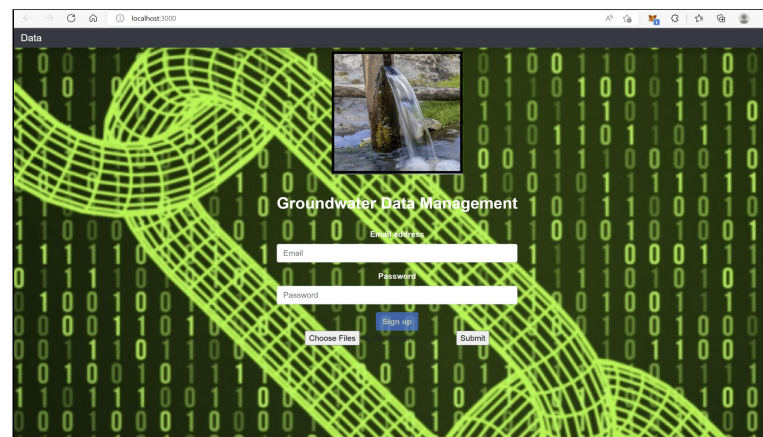 localhost:3000
Data
Groundwater Data Management
Email address
Email
Password
Password
Sign up
Choose Files
Submit